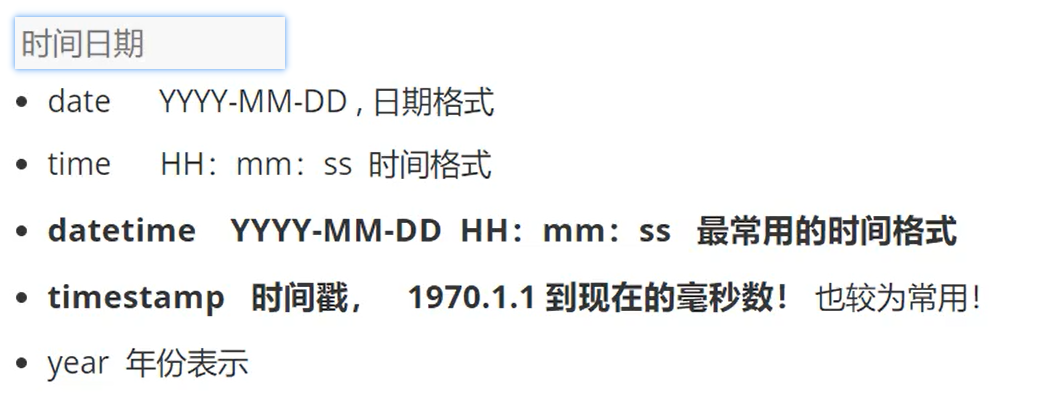 时间日期
• date YYYY-MM-DD , 日期格式
• time HH：mm：ss 时间格式
• datetime YYYY-MM-DD HH：mm：ss 最常用的时间格式
• timestamp 时间戳， 1970.1.1 到现在的毫秒数！ 也较为常用！
• year 年份表示